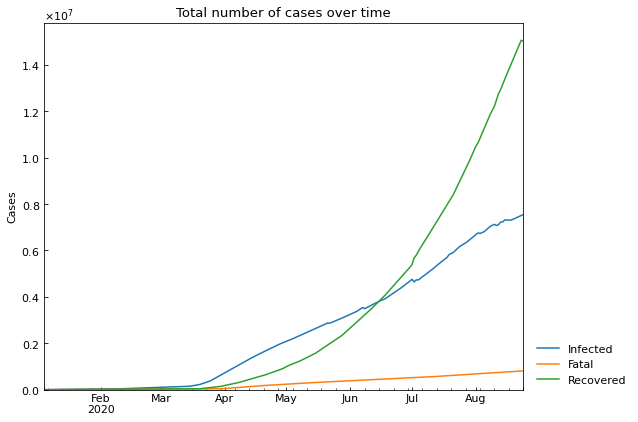 Total number of cases over time
×10⁷
1.4
1.2
1.0
0.8
0.6
0.4
0.2
0.0
Cases
Feb Mar Apr May Jun Jul Aug
2020
Infected
Fatal
Recovered